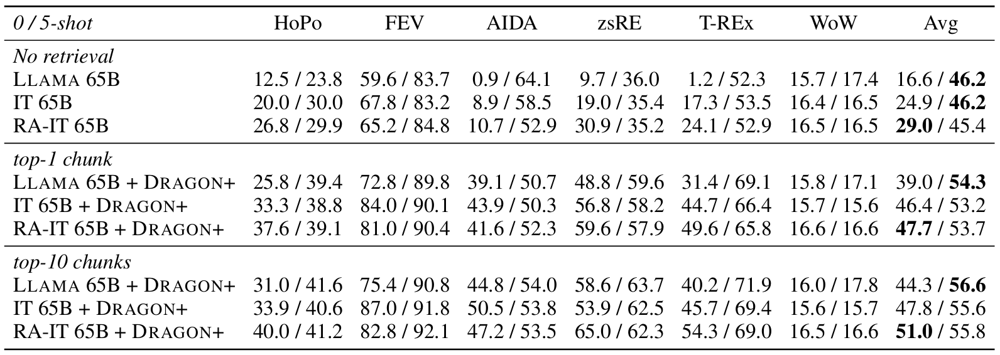 0 / 5-shot HoPo FEV AIDA zsRE T-REx WoW Avg
No retrieval
LLAMA 65B 12.5 / 23.8 59.6 / 83.7 0.9 / 64.1 9.7 / 36.0 1.2 / 52.3 15.7 / 17.4 16.6 / 46.2
IT 65B 20.0 / 30.0 67.8 / 83.2 8.9 / 58.5 19.0 / 35.4 17.3 / 53.5 16.4 / 16.5 24.9 / 46.2
RA-IT 65B 26.8 / 29.9 65.2 / 84.8 10.7 / 52.9 30.9 / 35.2 24.1 / 52.9 16.5 / 16.5 29.0 / 45.4
top-1 chunk
LLAMA 65B + DRAGON+ 25.8 / 39.4 72.8 / 89.8 39.1 / 50.7 48.8 / 59.6 31.4 / 69.1 15.8 / 17.1 39.0 / 54.3
IT 65B + DRAGON+ 33.3 / 38.8 84.0 / 90.1 43.9 / 50.3 56.8 / 58.2 44.7 / 66.4 15.7 / 15.6 46.4 / 53.2
RA-IT 65B + DRAGON+ 37.6 / 39.1 81.0 / 90.4 41.6 / 52.3 59.6 / 57.9 49.6 / 65.8 16.6 / 16.6 47.7 / 53.7
top-10 chunks
LLAMA 65B + DRAGON+ 31.0 / 41.6 75.4 / 90.8 44.8 / 54.0 58.6 / 63.7 40.2 / 71.9 16.0 / 17.8 44.3 / 56.6
IT 65B + DRAGON+ 33.9 / 40.6 87.0 / 91.8 50.5 / 53.8 53.9 / 62.5 45.7 / 69.4 15.6 / 15.7 47.8 / 55.6
RA-IT 65B + DRAGON+ 40.0 / 41.2 82.8 / 92.1 47.2 / 53.5 65.0 / 62.3 54.3 / 69.0 16.5 / 16.6 51.0 / 55.8